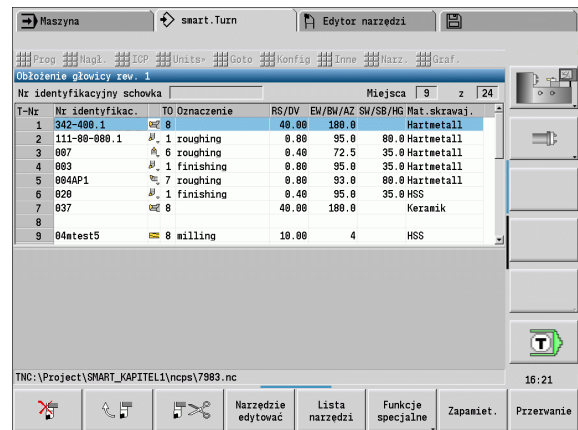 Maszyna smart.Turn Edytor narzędzi
Prog Nagł. ICP Units» Goto Konfig Inne Narz. Graf.
Obłożenie głowicy rew. 1
Nr identyfikacyjny schowka Miejsca 9 z 24
T-Nr Nr identyfikac. TO Oznaczenie RS/DV EW/BW/AZ SW/SB/HG Mat.skrawaj.
1 342-400.1 8 40.00 180.0 Hartmetall
2 111-80-080.1 1 roughing 0.80 95.0 80.0 Hartmetall
3 007 6 roughing 0.40 72.5 35.0 Hartmetall
4 003 1 finishing 0.80 95.0 35.0 Hartmetall
5 004AP1 7 roughing 0.80 93.0 80.0 Hartmetall
6 020 1 finishing 0.40 95.0 35.0 HSS
7 037 8 40.00 180.0 Keramik
8
9 04mtest5 8 milling 10.00 4 HSS
T
TNC:\Project\SMART_KAPITEL1\ncps\7983.nc
16:21
Narzędzie edytować
Lista narzędzi
Funkcje specjalne
Zapamiet.
Przerwanie